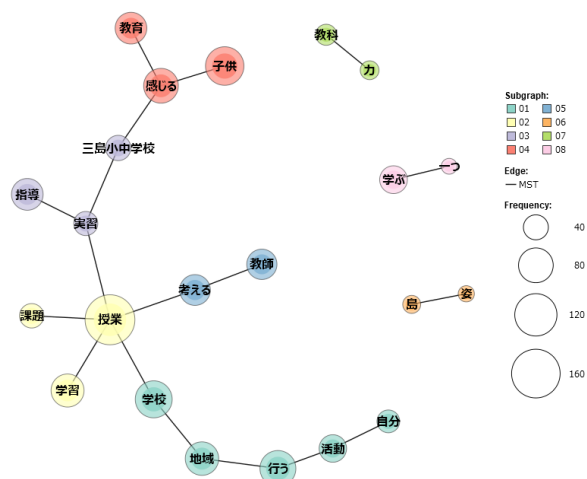 教育
子供
感じる
三島小中学校
指導
実習
教師
考える
授業
課題
学習
学校
地域
行う
活動
自分
教科
力
学ぶ
一つ
島
姿
Subgraph:
01 05
02 06
03 07
04 08
Edge:
MST
Frequency:
40
80
120
160